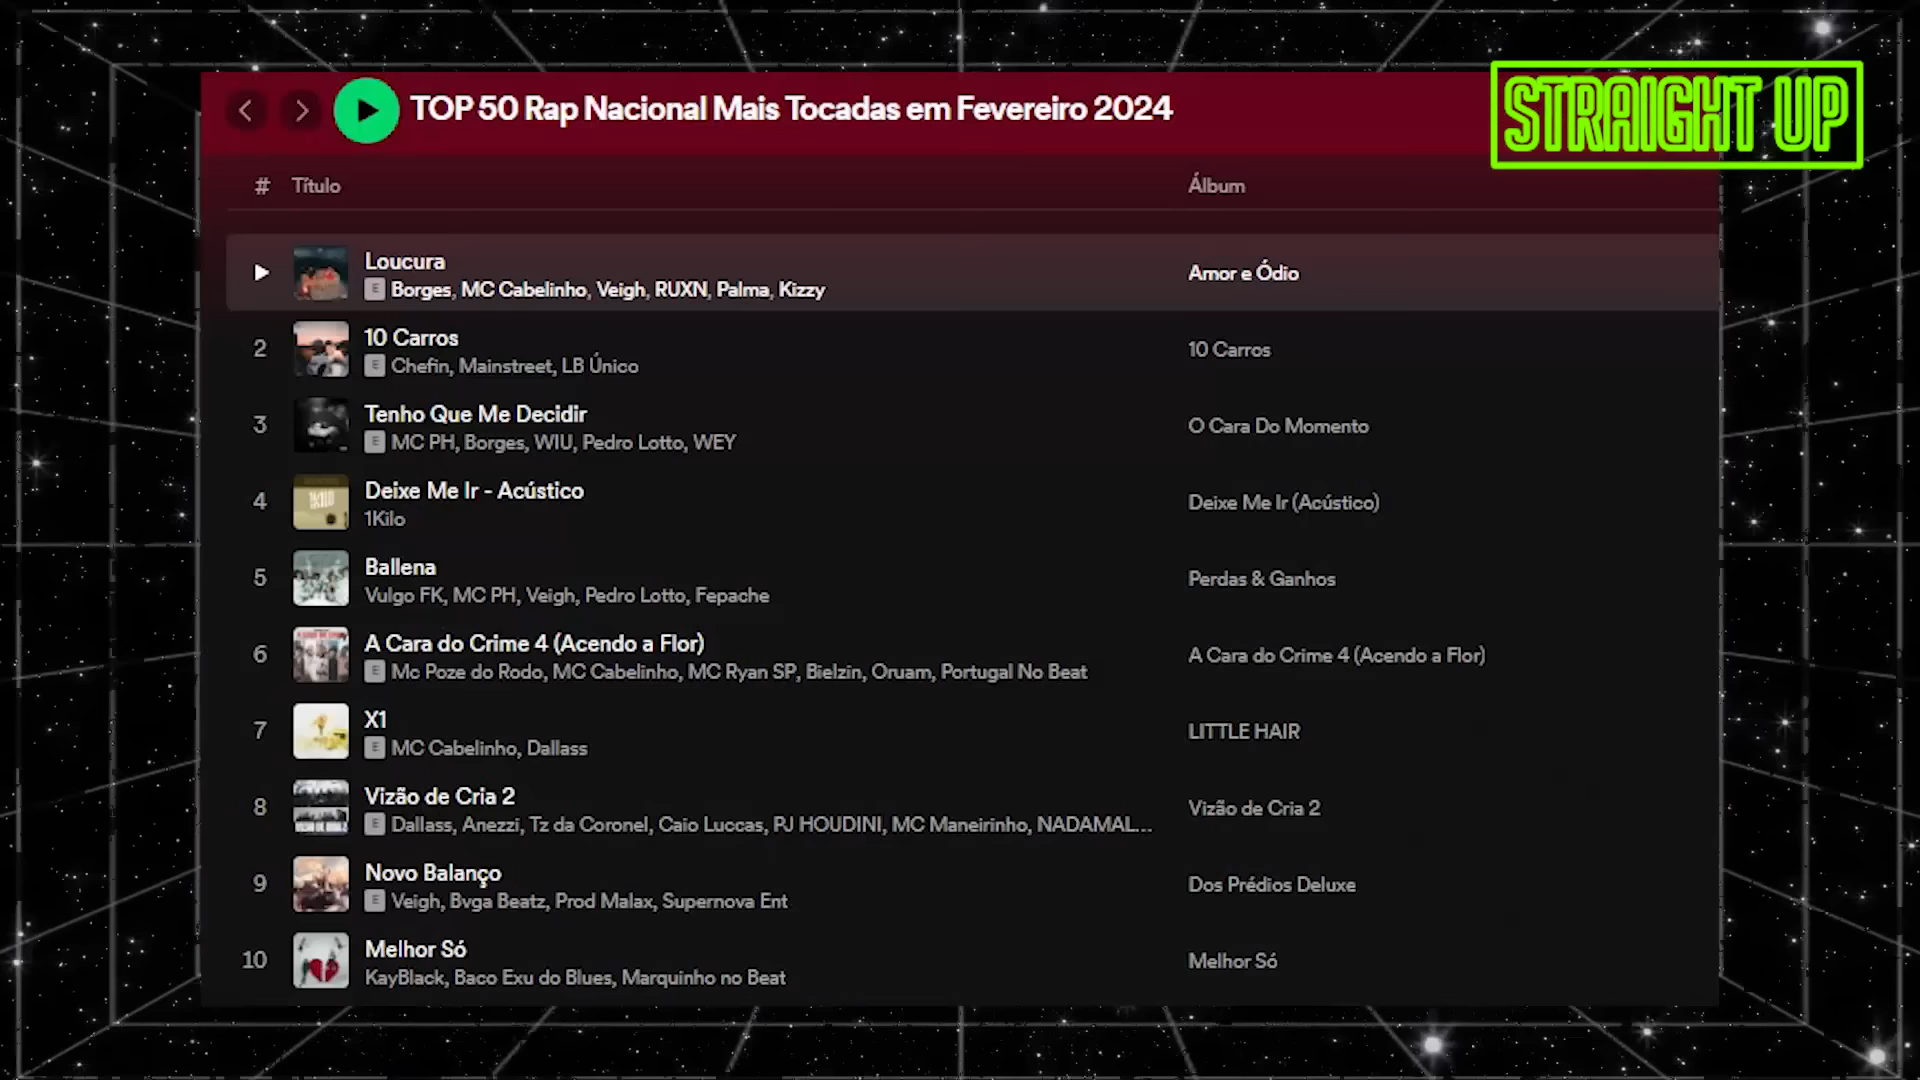 TOP 50 Rap Nacional Mais Tocadas em Fevereiro 2024
STRAIGHT UP
# Título Álbum
Loucura
E Borges, MC Cabelinho, Veigh, RUXN, Palma, Kizzy
Amor e Ódio
2
10 Carros
E Chefin, Mainstreet, LB Único
10 Carros
3
Tenho Que Me Decidir
E MC PH, Borges, WIU, Pedro Lotto, WEY
O Cara Do Momento
4
Deixe Me Ir - Acústico
1Kilo
Deixe Me Ir (Acústico)
5
Ballena
Vulgo FK, MC PH, Veigh, Pedro Lotto, Fepache
Perdas & Ganhos
6
A Cara do Crime 4 (Acendo a Flor)
E Mc Poze do Rodo, MC Cabelinho, MC Ryan SP, Bielzin, Oruam, Portugal No Beat
A Cara do Crime 4 (Acendo a Flor)
7
X1
E MC Cabelinho, Dallass
LITTLE HAIR
8
Vizão de Cria 2
E Dallass, Anezzi, Tz da Coronel, Caio Luccas, PJ HOUDINI, MC Maneirinho, NADAMAL...
Vizão de Cria 2
9
Novo Balanço
E Veigh, Bvga Beatz, Prod Malax, Supernova Ent
Dos Prédios Deluxe
10
Melhor Só
KayBlack, Baco Exu do Blues, Marquinho no Beat
Melhor Só